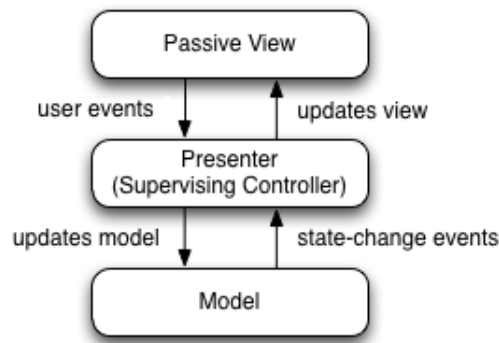 Passive View
user events
updates view
Presenter
(Supervising Controller)
updates model
state-change events
Model